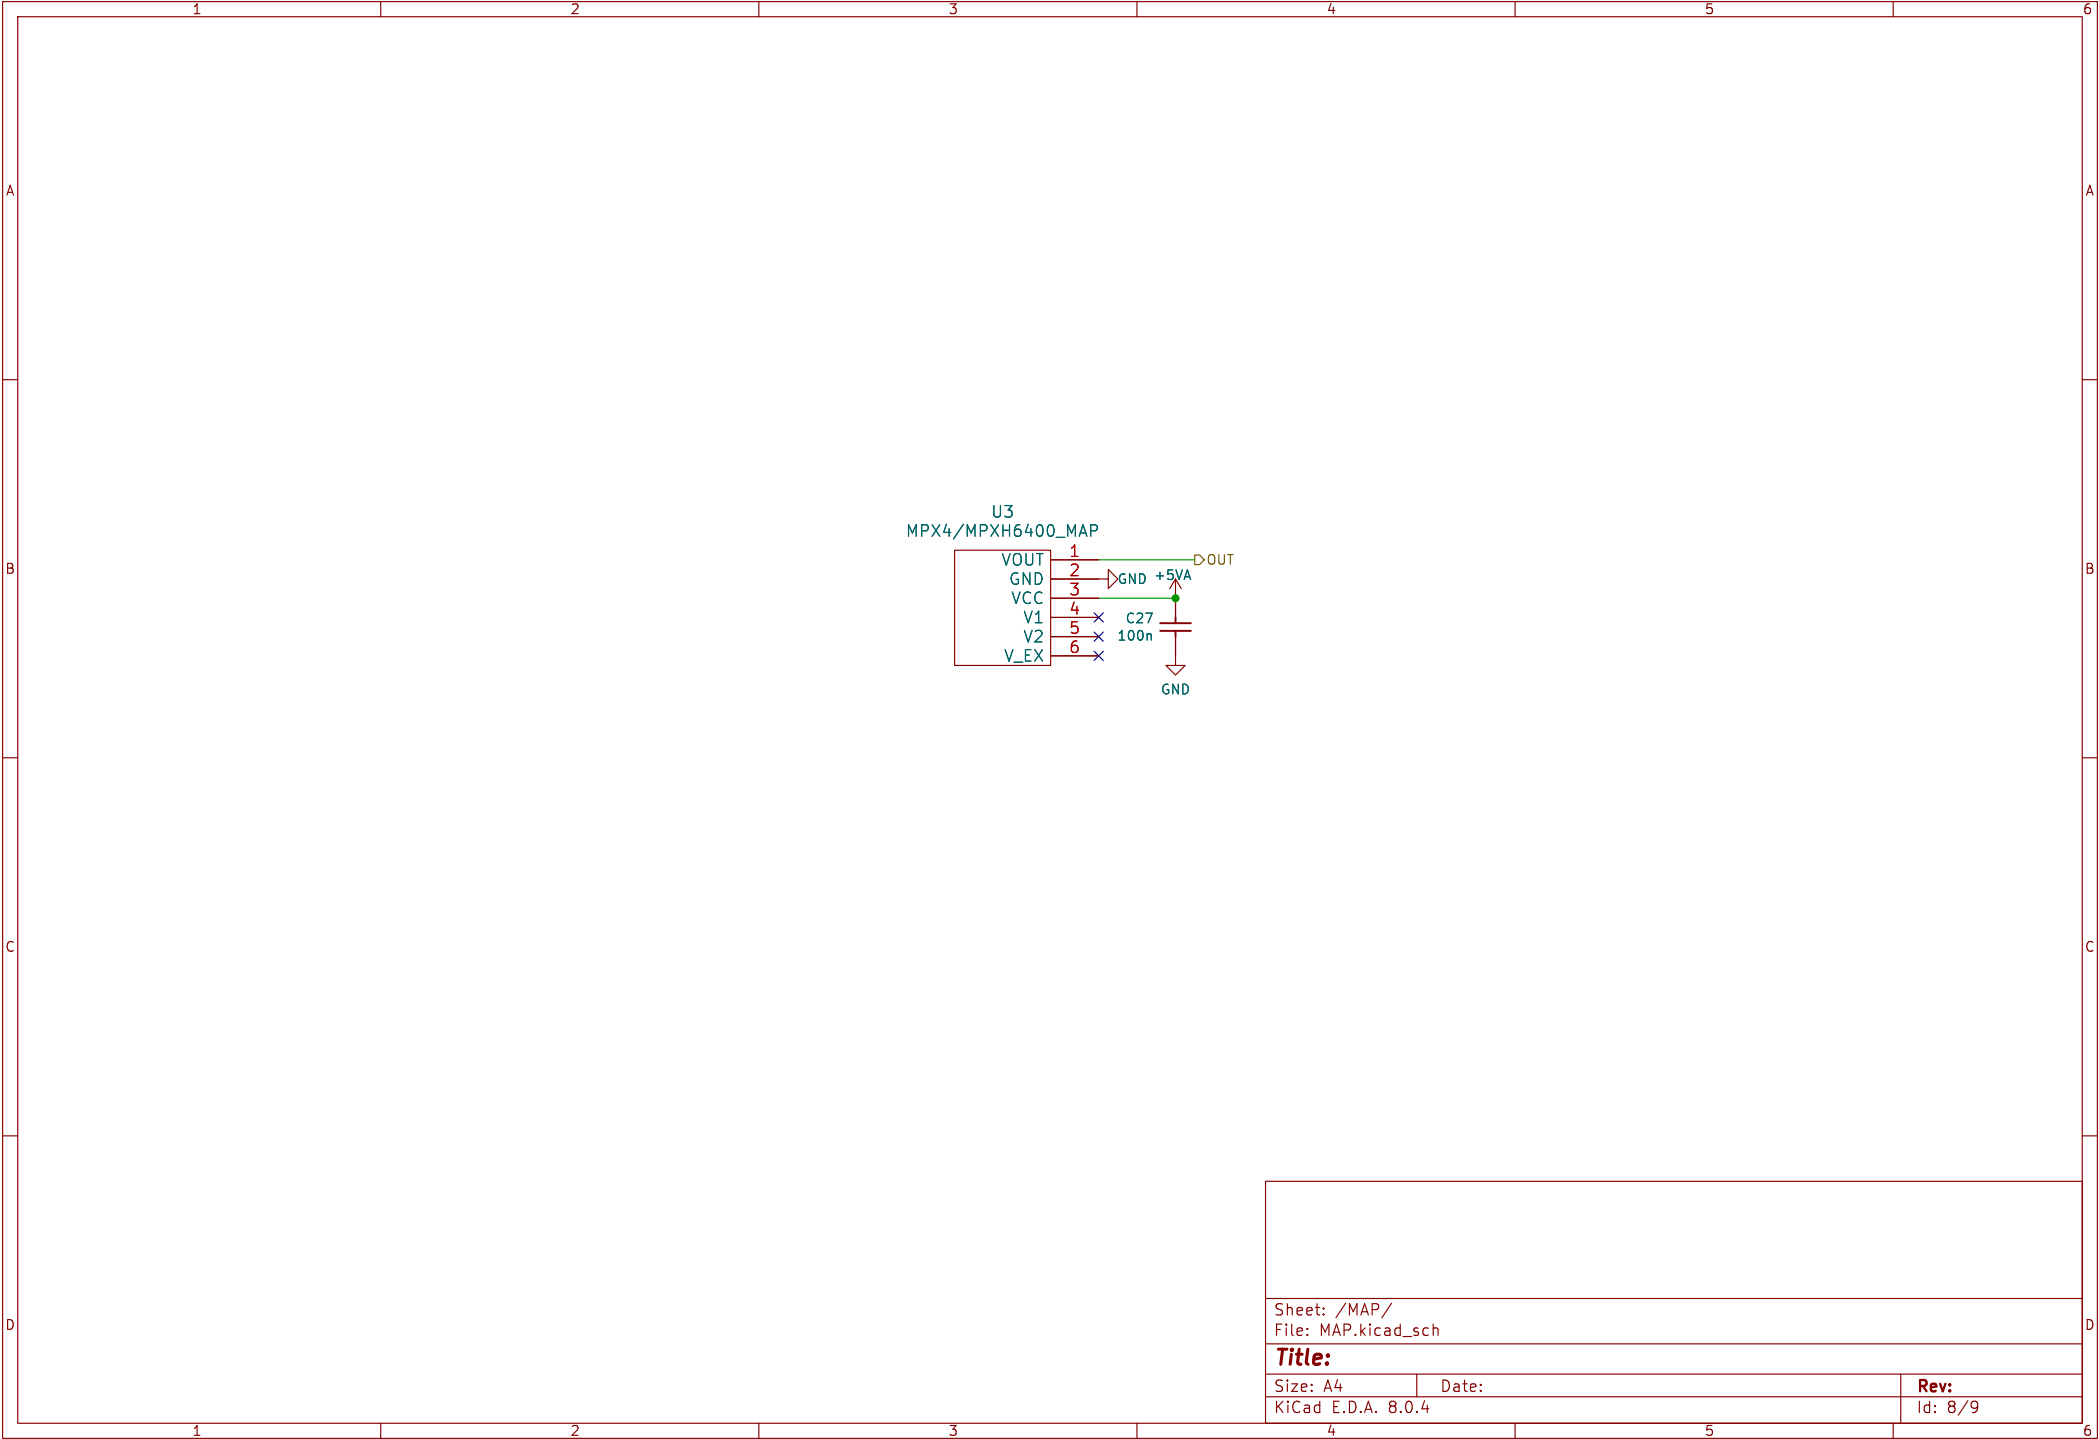 1 2 3 4 5 6
A A
U3
MPX4/MPXH6400_MAP
VOUT 1 OUT
B B
GND 2 GND +5VA
VCC 3
V1 4 C27
V2 5 100n
V_EX 6
GND
C C
Sheet: /MAP/
D D
File: MAP.kicad_sch
Title:
Size: A4 Date: Rev:
KiCad E.D.A. 8.0.4 Id: 8/9
1 2 3 4 5 6